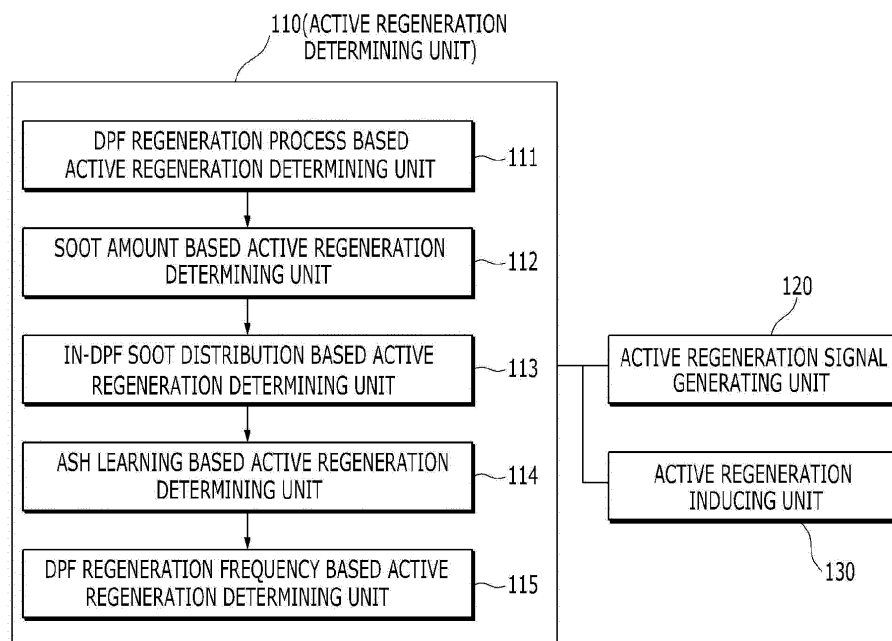 110(ACTIVE REGENERATION
DETERMINING UNIT)
DPF REGENERATION PROCESS BASED
ACTIVE REGENERATION DETERMINING UNIT
111
SOOT AMOUNT BASED ACTIVE REGENERATION
DETERMINING UNIT
112
IN-DPF SOOT DISTRIBUTION BASED ACTIVE
REGENERATION DETERMINING UNIT
113
ASH LEARNING BASED ACTIVE REGENERATION
DETERMINING UNIT
114
DPF REGENERATION FREQUENCY BASED ACTIVE
REGENERATION DETERMINING UNIT
115
120
ACTIVE REGENERATION SIGNAL
GENERATING UNIT
ACTIVE REGENERATION
INDUCING UNIT
130